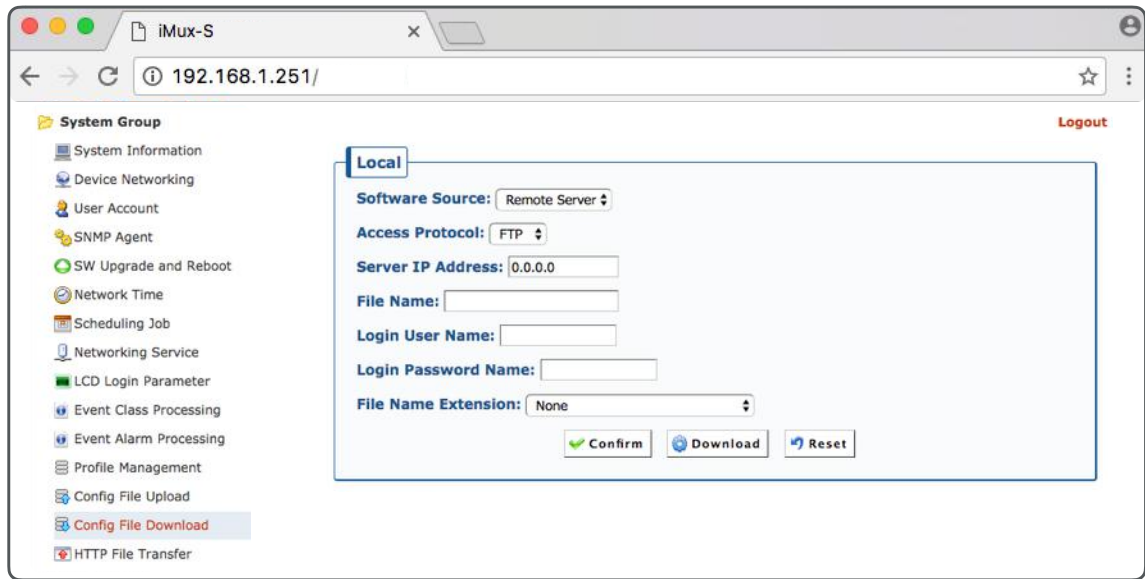 iMux-S
192.168.1.251/
System Group
Logout
System Information
Device Networking
User Account
SNMP Agent
SW Upgrade and Reboot
Network Time
Scheduling Job
Networking Service
LCD Login Parameter
Event Class Processing
Event Alarm Processing
Profile Management
Config File Upload
Config File Download
HTTP File Transfer
Local
Software Source: Remote Server
Access Protocol: FTP
Server IP Address: 0.0.0.0
File Name:
Login User Name:
Login Password Name:
File Name Extension: None
Confirm Download Reset